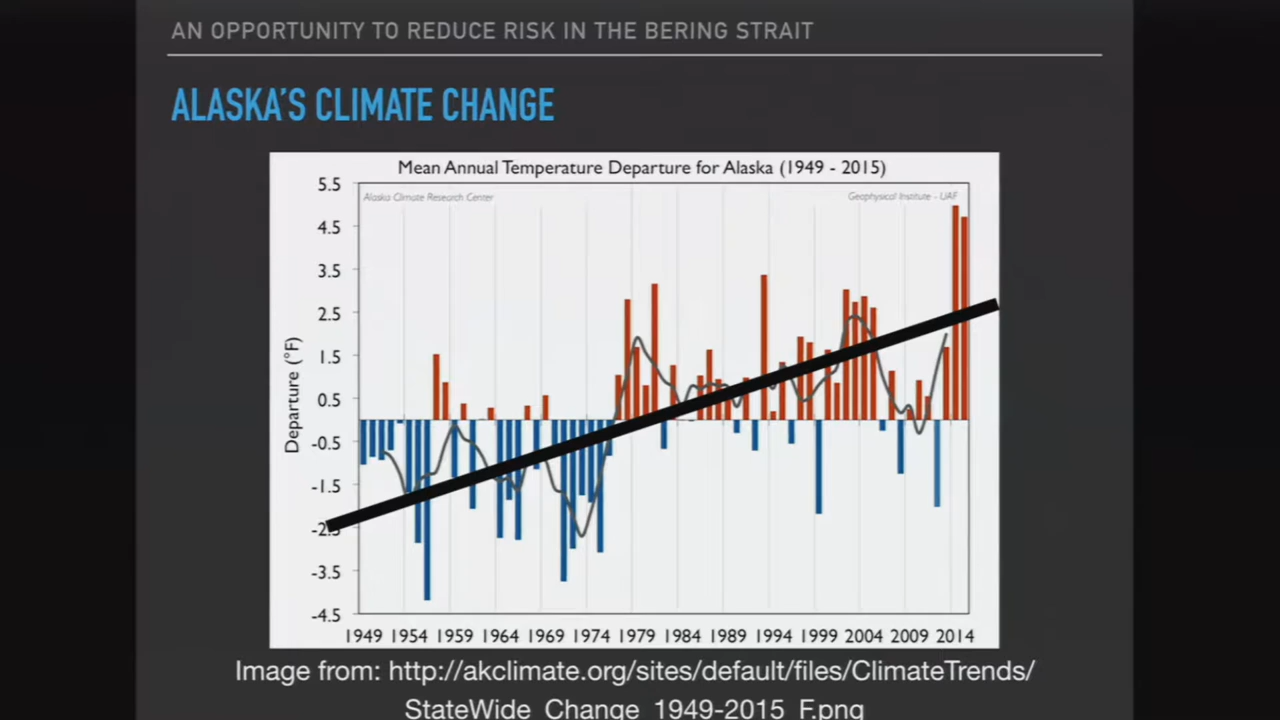 AN OPPORTUNITY TO REDUCE RISK IN THE BERING STRAIT
ALASKA'S CLIMATE CHANGE
Mean Annual Temperature Departure for Alaska (1949 - 2015)
Alaska Climate Research Center
Geophysical Institute - UAF
Departure (°F)
5.5
4.5
3.5
2.5
1.5
0.5
-0.5
-1.5
-2.5
-3.5
-4.5
1949 1954 1959 1964 1969 1974 1979 1984 1989 1994 1999 2004 2009 2014
Image from: http://akclimate.org/sites/default/files/ClimateTrends/
StateWide_Change_1949-2015_F.png